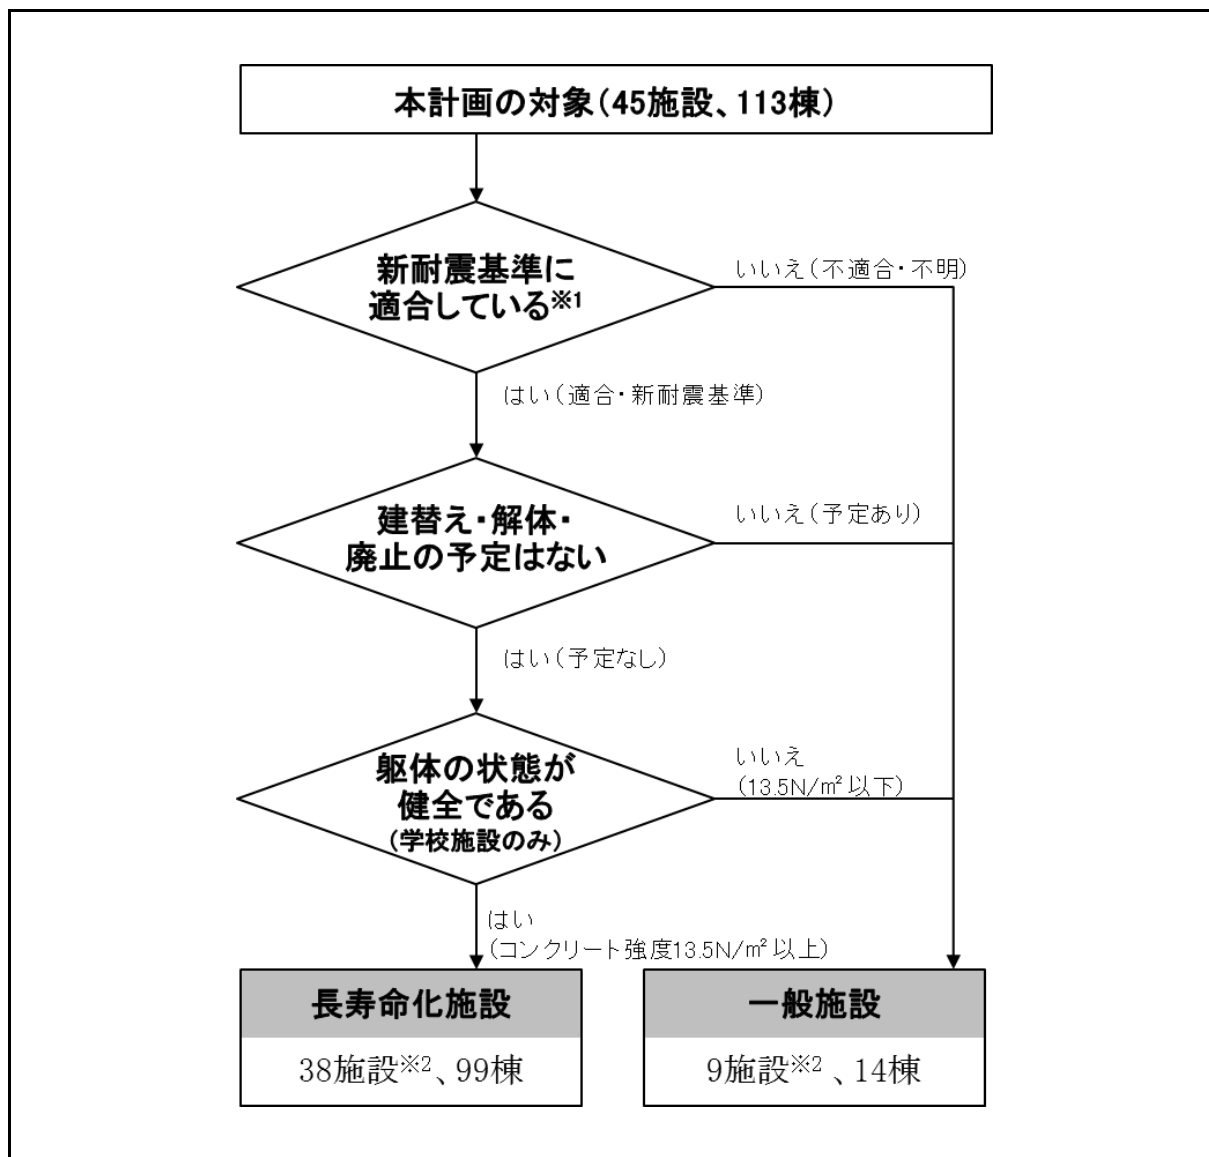 本計画の対象(45施設、113棟)
新耐震基準に
適合している※1
いいえ(不適合・不明)
はい(適合・新耐震基準)
建替え・解体・
廃止の予定はない
いいえ(予定あり)
はい(予定なし)
躯体の状態が
健全である
(学校施設のみ)
いいえ
(13.5N/㎡以下)
はい
(コンクリート強度13.5N/㎡以上)
長寿命化施設
38施設※2、99棟
一般施設
9施設※2、14棟